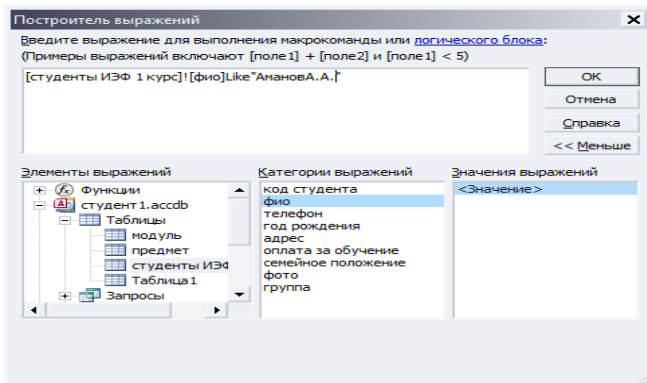 Построитель выражений
Введите выражение для выполнения макрокоманды или логического блока:
(Примеры выражений включают [поле1] + [поле2] и [поле1] < 5)
[студенты ИЭФ 1 курс]![фио]Like"АмановА.А."
ОК
Отмена
Справка
<< Меньше
Элементы выражений
Функции
студент1.accdb
Таблицы
модуль
предмет
студенты ИЭФ
Таблица1
Запросы
Категории выражений
код студента
фио
телефон
год рождения
адрес
оплата за обучение
семейное положение
фото
группа
Значения выражений
<Значение>